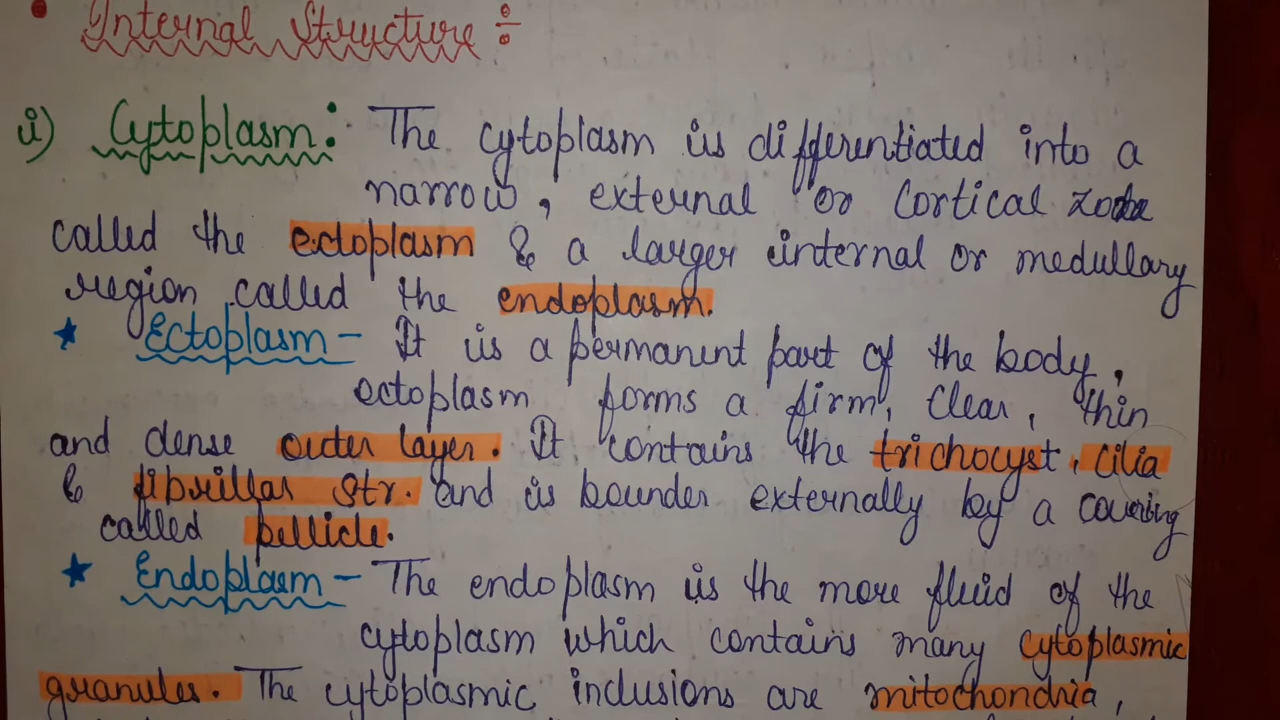 • Internal Structure ÷
i) Cytoplasm: The cytoplasm is differentiated into a
narrow, external or cortical
called the ectoplasm & a larger internal or medullary
region called the endoplasm.
★ Ectoplasm – It is a permanent part of the body,
ectoplasm forms a firm, clear, thin
and dense outer layer. It contains the trichocyst, cilia
& fibrillar str. and is bounder externally by a covering
called pellicle.
★ Endoplasm – The endoplasm is the more fluid of the
cytoplasm which contains many cytoplasmic
granules. The cytoplasmic inclusions are mitochondria,